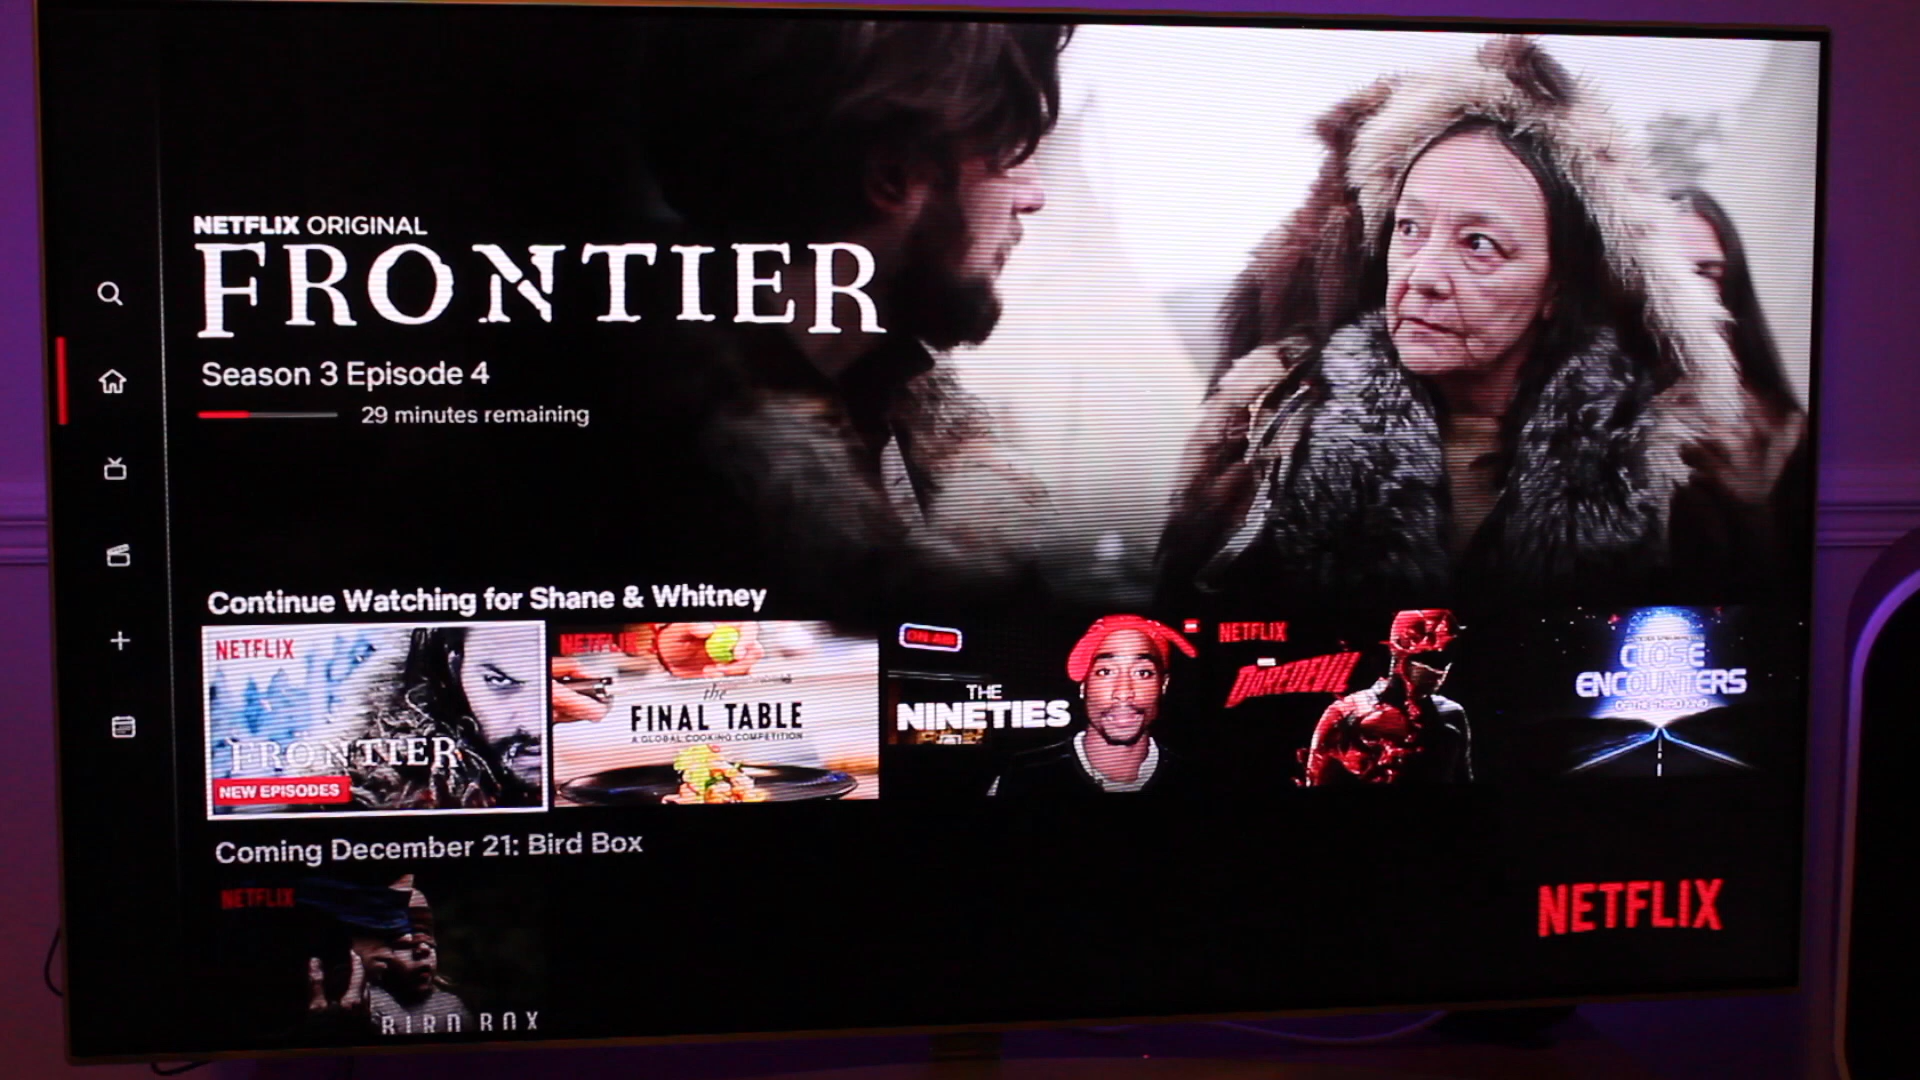 NETFLIX ORIGINAL
FRONTIER
Season 3 Episode 4
29 minutes remaining
Continue Watching for Shane & Whitney
NETFLIX
FRONTIER
NEW EPISODES
NETFLIX
the
FINAL TABLE
A GLOBAL COOKING COMPETITION
ON AIR
THE
NINETIES
NETFLIX
DAREDEVIL
CLOSE
ENCOUNTERS
OF THE THIRD KIND
Coming December 21: Bird Box
NETFLIX
BIRD BOX
NETFLIX